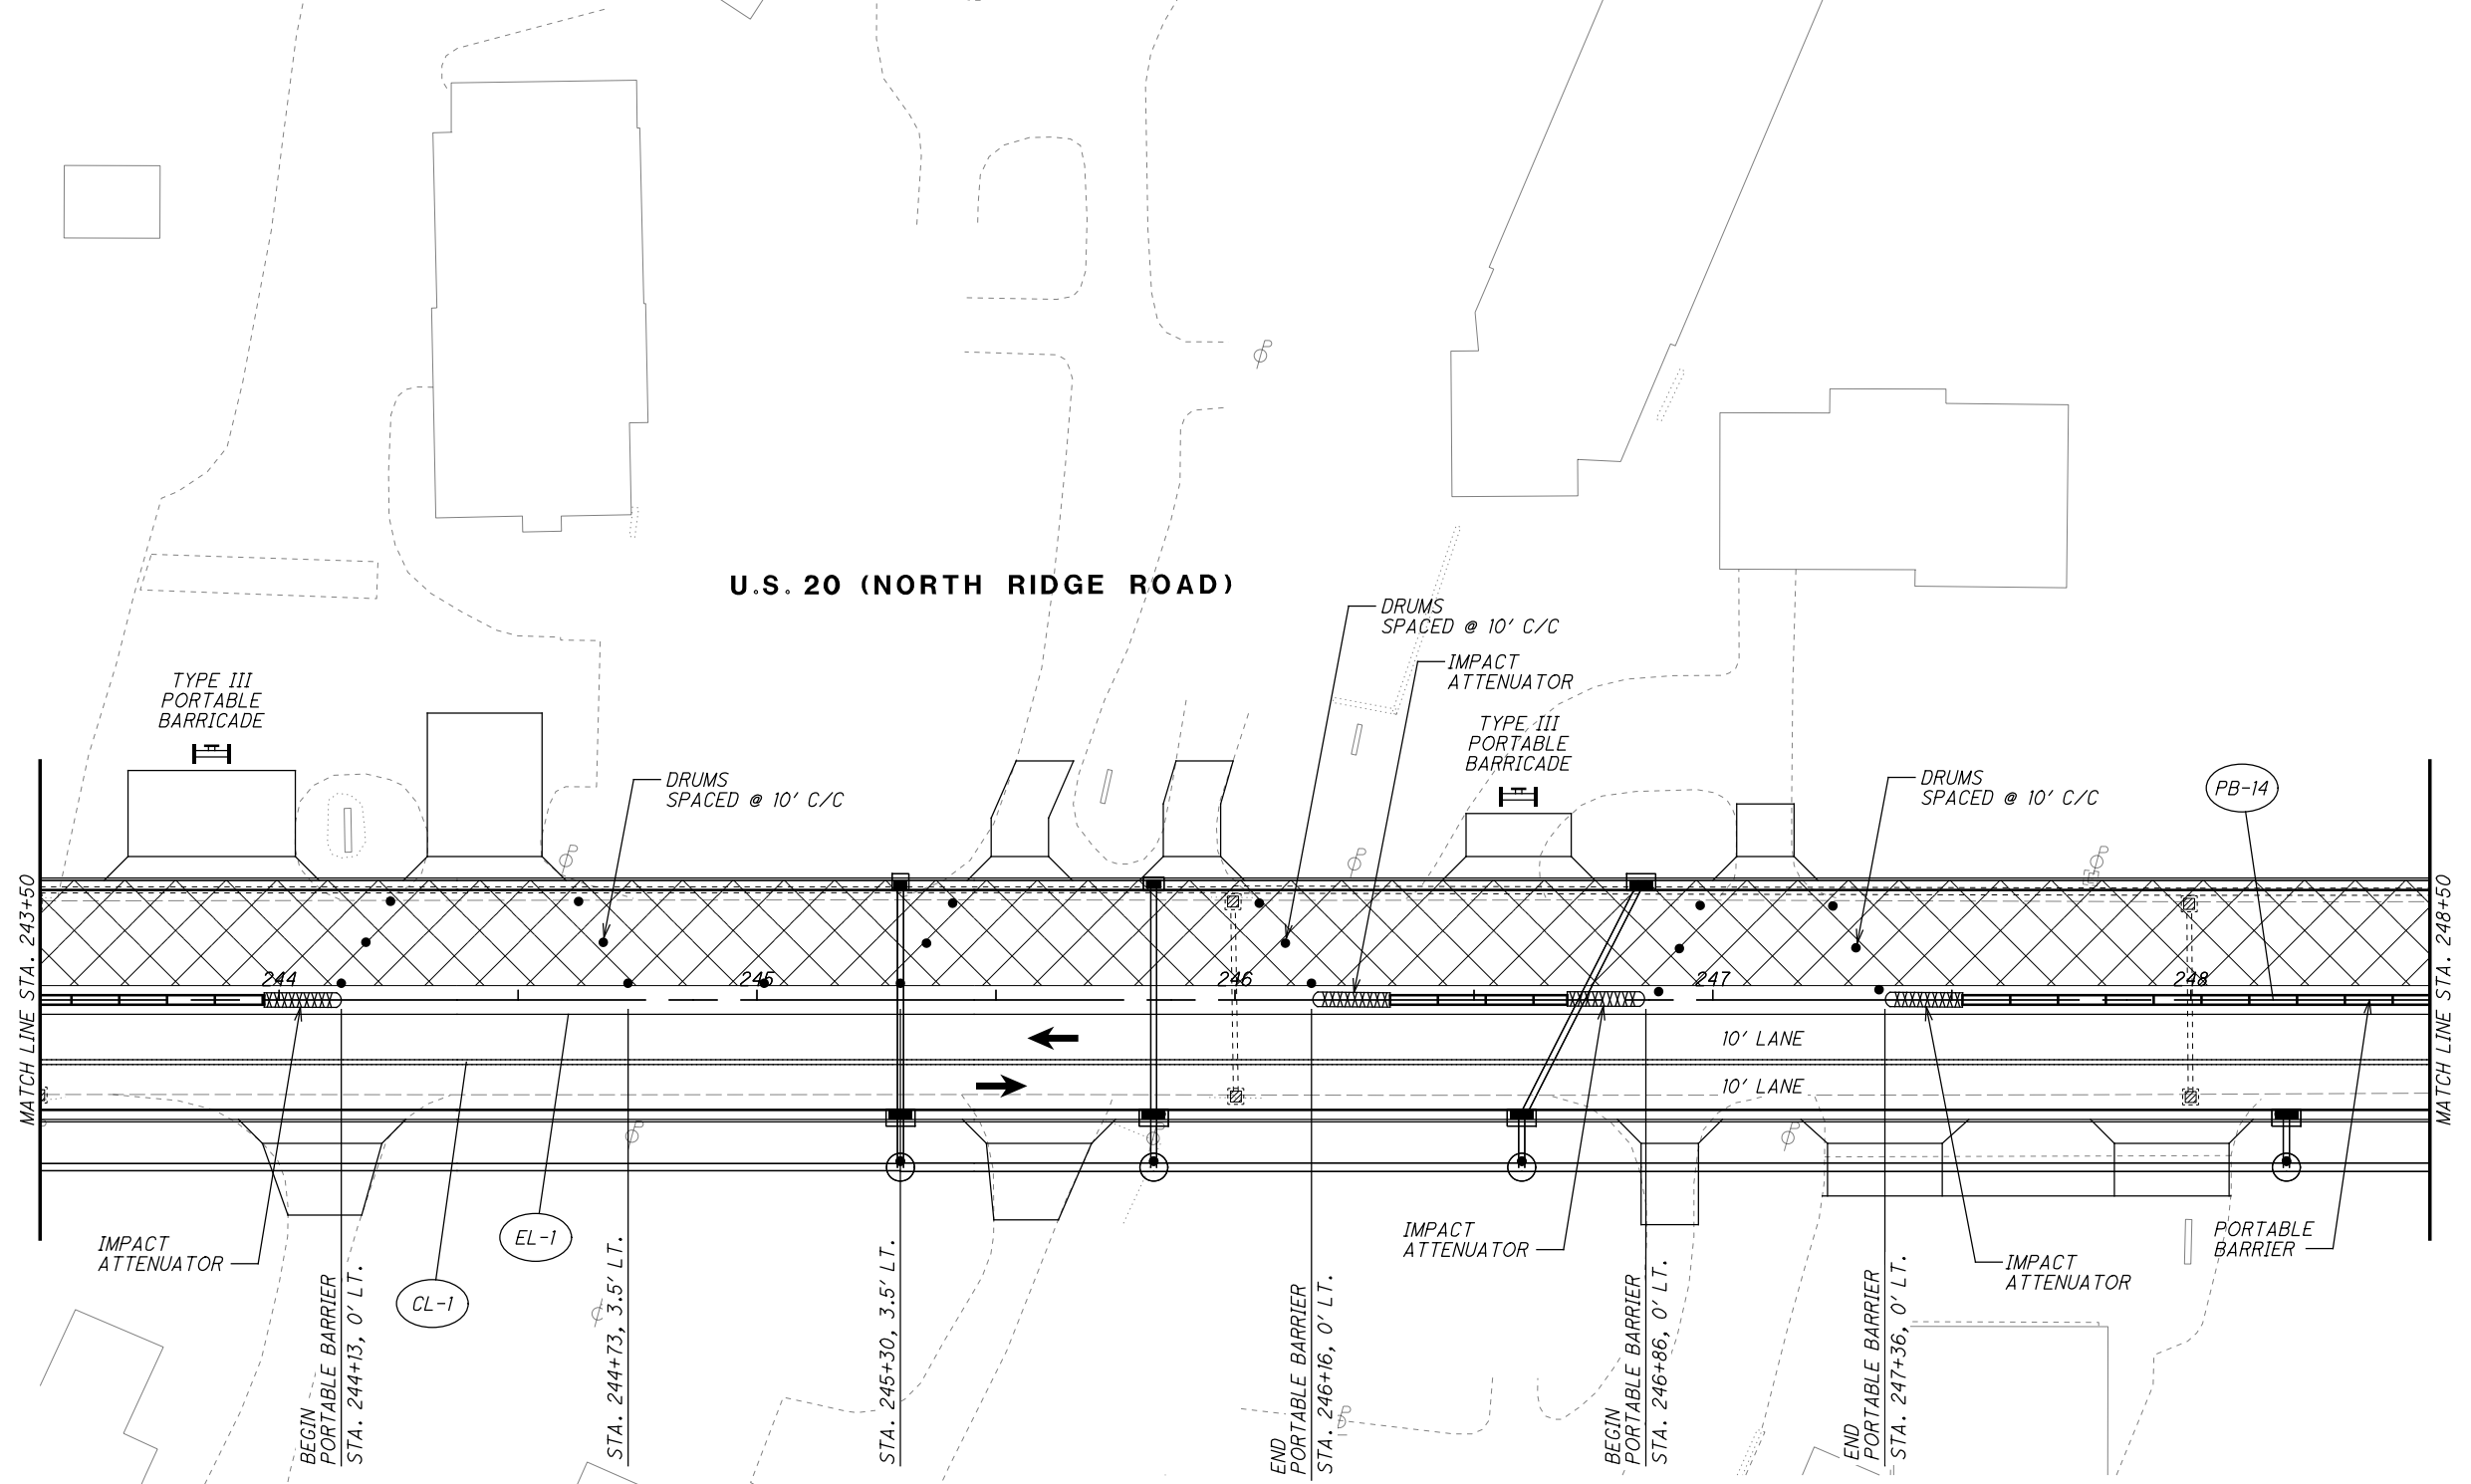 U.S. 20 (NORTH RIDGE ROAD)
DRUMS
SPACED @ 10' C/C
IMPACT
ATTENUATOR
TYPE III
PORTABLE
BARRICADE
TYPE III
PORTABLE
BARRICADE
DRUMS
SPACED @ 10' C/C
DRUMS
SPACED @ 10' C/C
PB-14
MATCH LINE STA. 243+50
MATCH LINE STA. 248+50
244
245
246
247
248
10' LANE
10' LANE
IMPACT
ATTENUATOR
CL-1
EL-1
IMPACT
ATTENUATOR
IMPACT
ATTENUATOR
PORTABLE
BARRIER
BEGIN
PORTABLE BARRIER
STA. 244+13, 0' LT.
STA. 244+73, 3.5' LT.
STA. 245+30, 3.5' LT.
END
PORTABLE BARRIER
STA. 246+16, 0' LT.
BEGIN
PORTABLE BARRIER
STA. 246+86, 0' LT.
END
PORTABLE BARRIER
STA. 247+36, 0' LT.